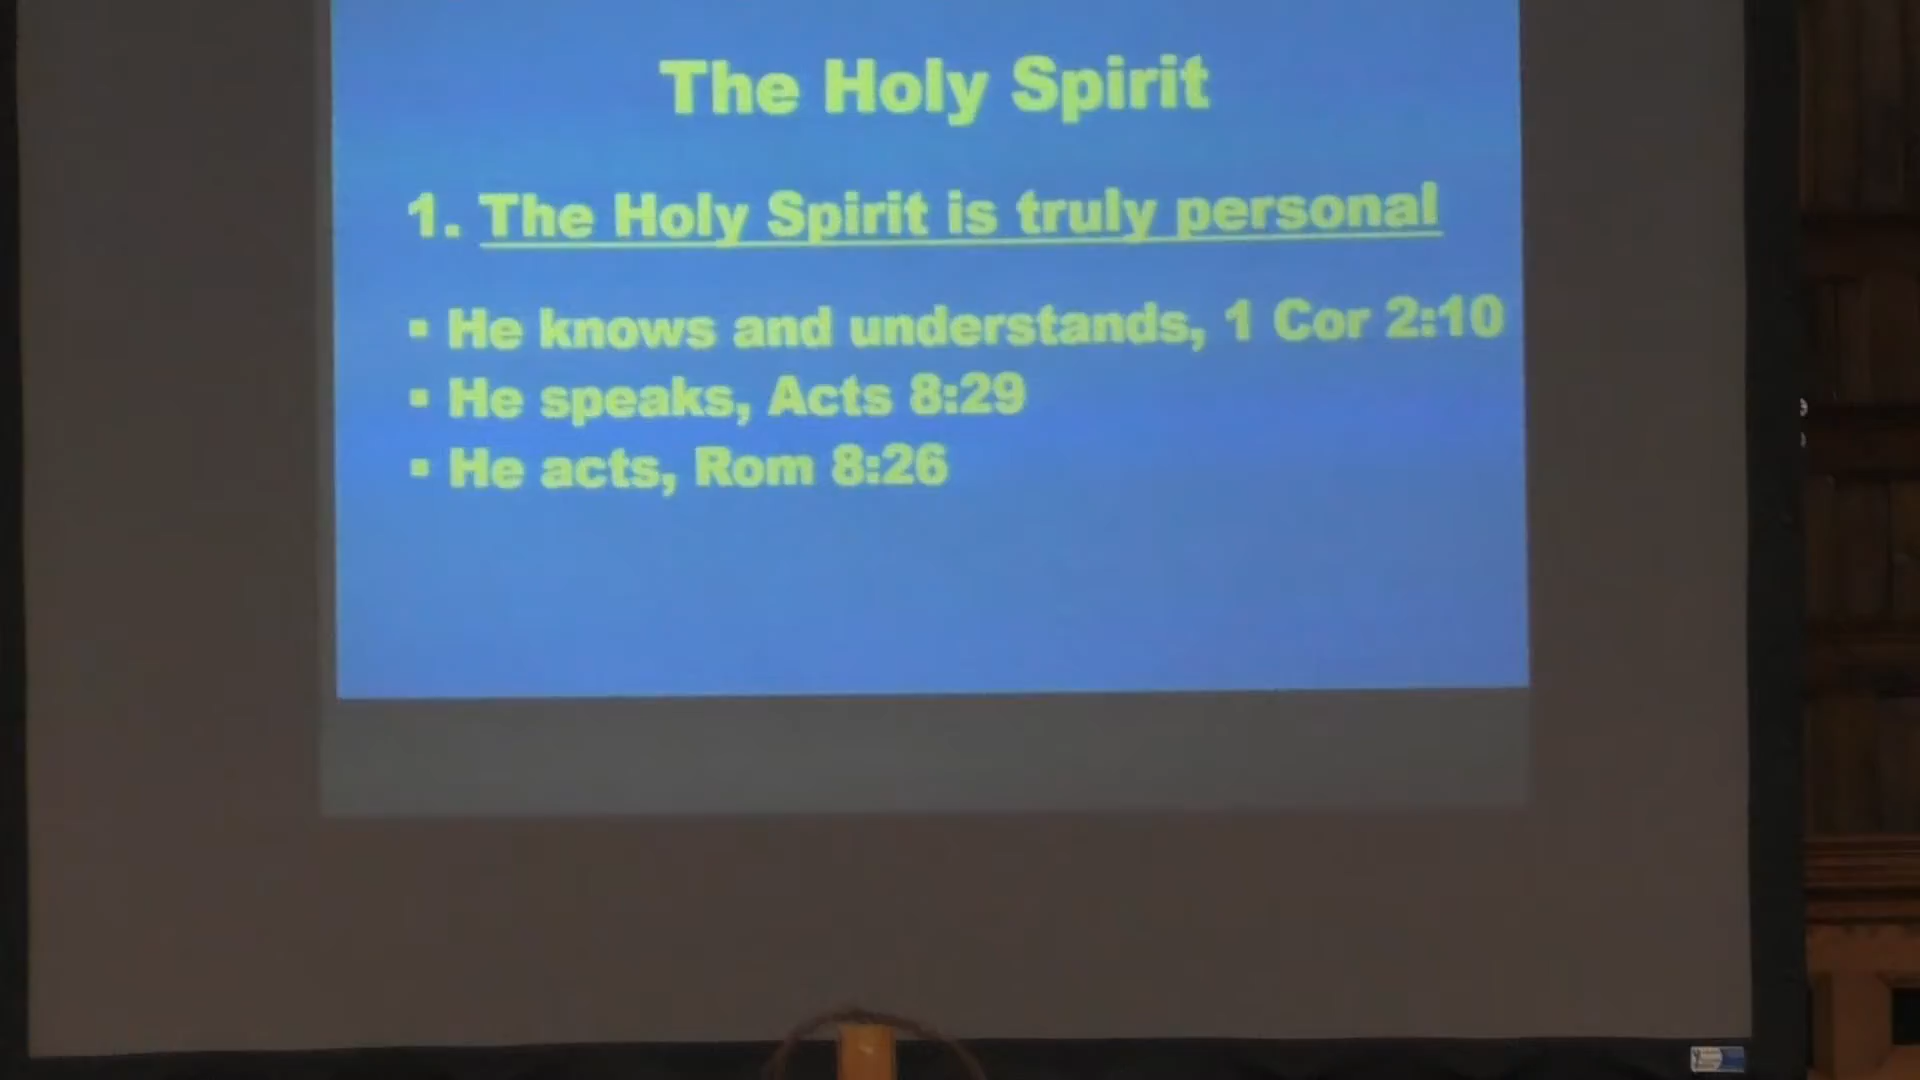 The Holy Spirit
1. The Holy Spirit is truly personal
▪ He knows and understands, 1 Cor 2:10
▪ He speaks, Acts 8:29
▪ He acts, Rom 8:26